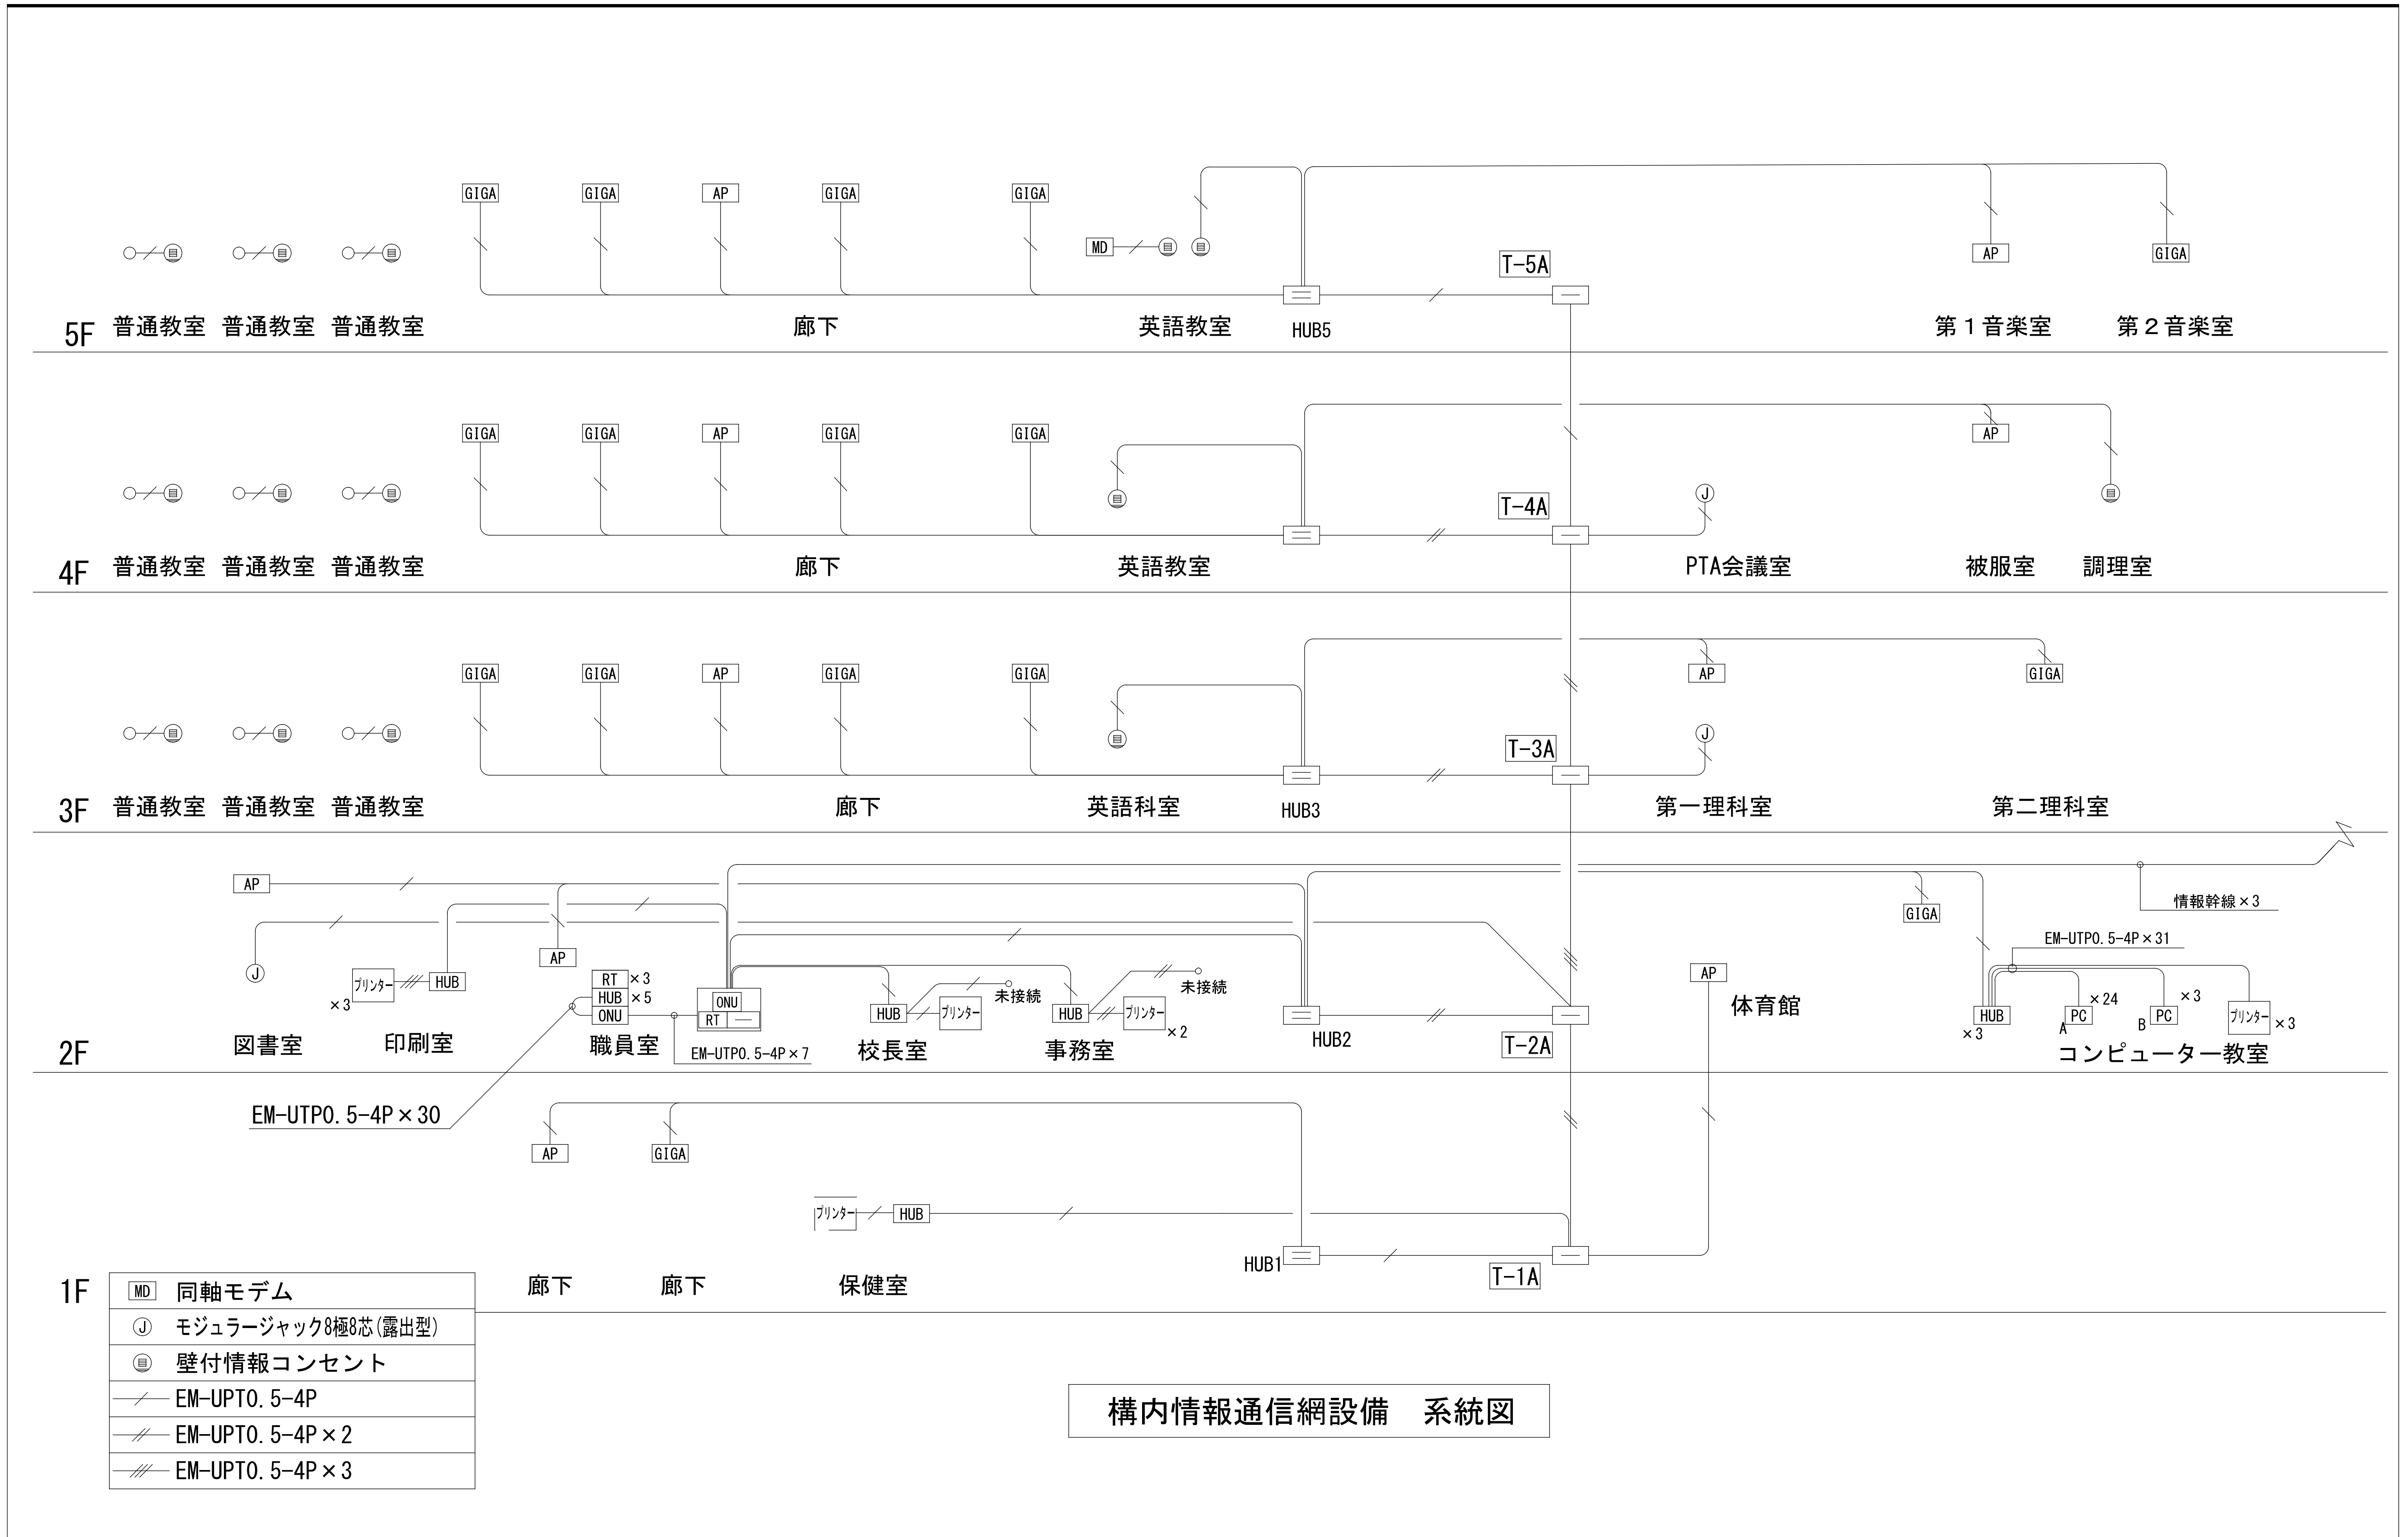 GIGA GIGA AP GIGA GIGA
MD
T-5A
AP GIGA
5F 普通教室 普通教室 普通教室 廊下 英語教室 HUB5 第1音楽室 第2音楽室
GIGA GIGA AP GIGA GIGA AP
T-4A J
4F 普通教室 普通教室 普通教室 廊下 英語教室 PTA会議室 被服室 調理室
GIGA GIGA AP GIGA GIGA AP GIGA
T-3A J
3F 普通教室 普通教室 普通教室 廊下 英語科室 HUB3 第一理科室 第二理科室
AP
情報幹線×3
GIGA
EM-UTP0.5-4P×31
AP
J プリンター HUB ×3
RT ×3
HUB ×5
ONU
ONU
RT
HUB プリンター 未接続
HUB プリンター ×2 未接続
AP
体育館
HUB ×3
PC ×24 A
PC ×3 B
プリンター ×3
2F 図書室 印刷室 職員室 EM-UTP0.5-4P×7 校長室 事務室 HUB2 T-2A コンピューター教室
EM-UTP0.5-4P×30
AP GIGA
プリンター HUB
HUB1
T-1A
1F 廊下 廊下 保健室
MD 同軸モデム
J モジュラージャック8極8芯(露出型)
壁付情報コンセント
EM-UPT0.5-4P
EM-UPT0.5-4P×2
EM-UPT0.5-4P×3
構内情報通信網設備 系統図